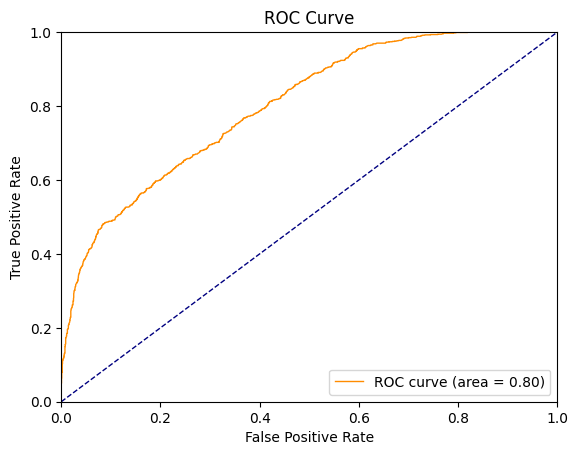 ROC Curve
1.0
0.8
0.6
0.4
0.2
0.0
True Positive Rate
ROC curve (area = 0.80)
0.0 0.2 0.4 0.6 0.8 1.0
False Positive Rate